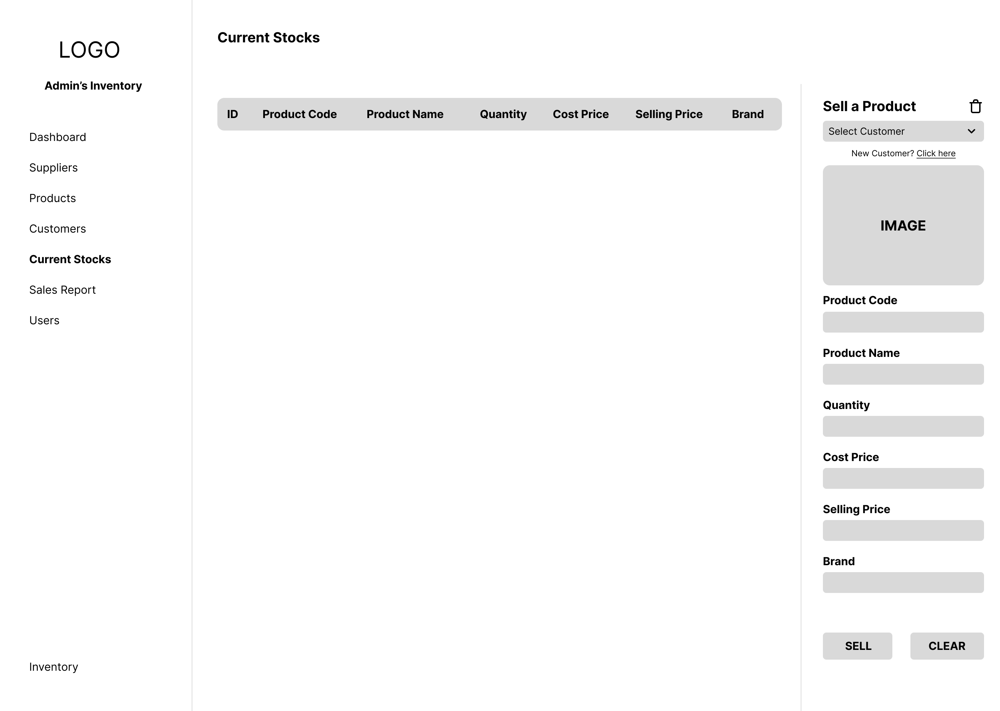 LOGO
Admin’s Inventory
Dashboard
Suppliers
Products
Customers
Current Stocks
Sales Report
Users
Inventory
Current Stocks
ID Product Code Product Name Quantity Cost Price Selling Price Brand
Sell a Product
Select Customer
New Customer? Click here
IMAGE
Product Code
Product Name
Quantity
Cost Price
Selling Price
Brand
SELL CLEAR